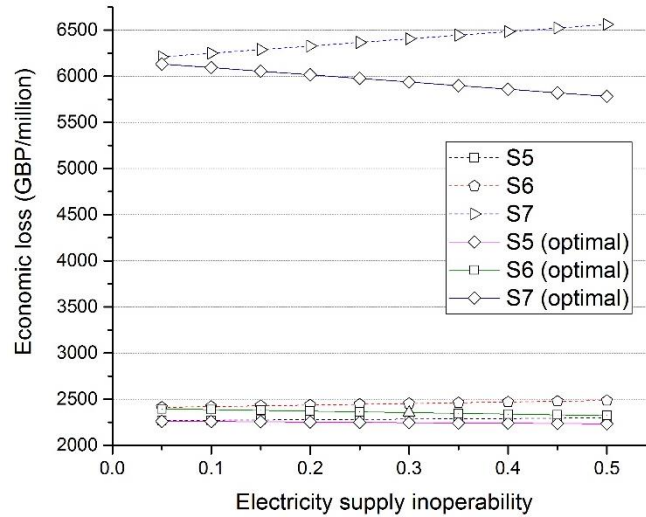 6500
6000
5500
5000
4500
4000
3500
3000
2500
2000
Economic loss (GBP/million)
S5
S6
S7
S5 (optimal)
S6 (optimal)
S7 (optimal)
0.0 0.1 0.2 0.3 0.4 0.5
Electricity supply inoperability